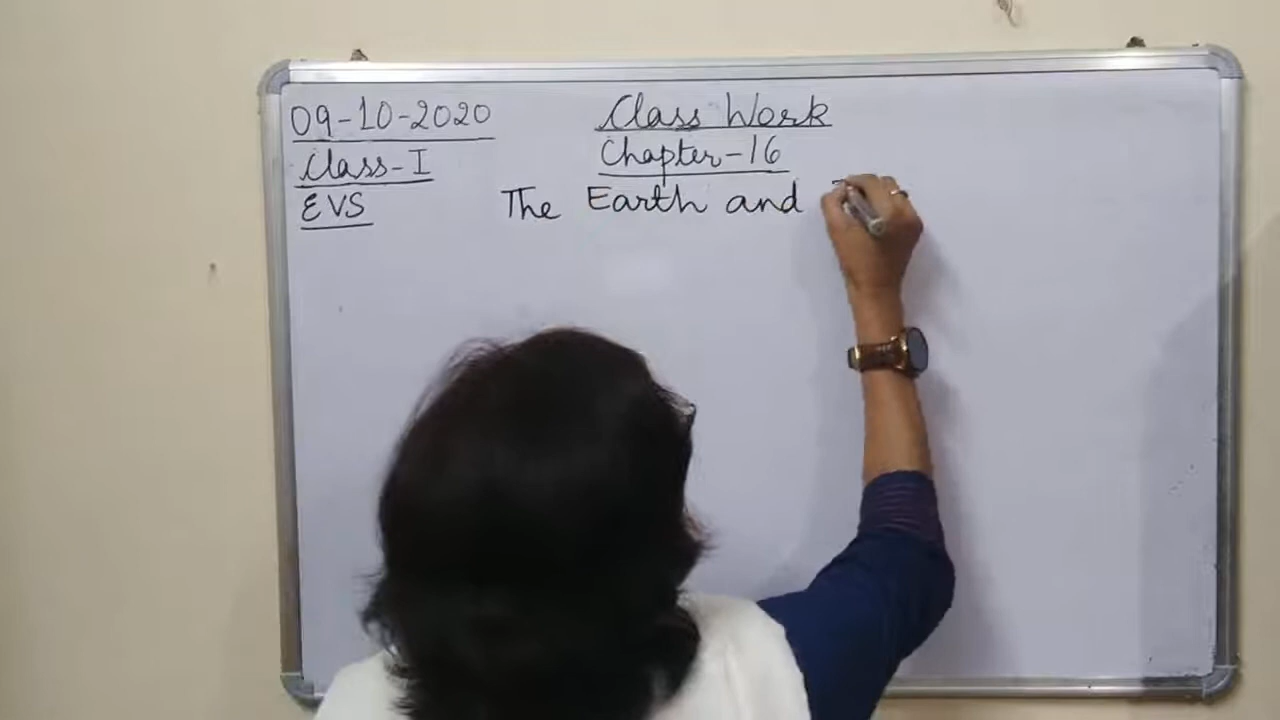 09-10-2020
Class Work
Class-I
Chapter-16
EVS
The Earth and